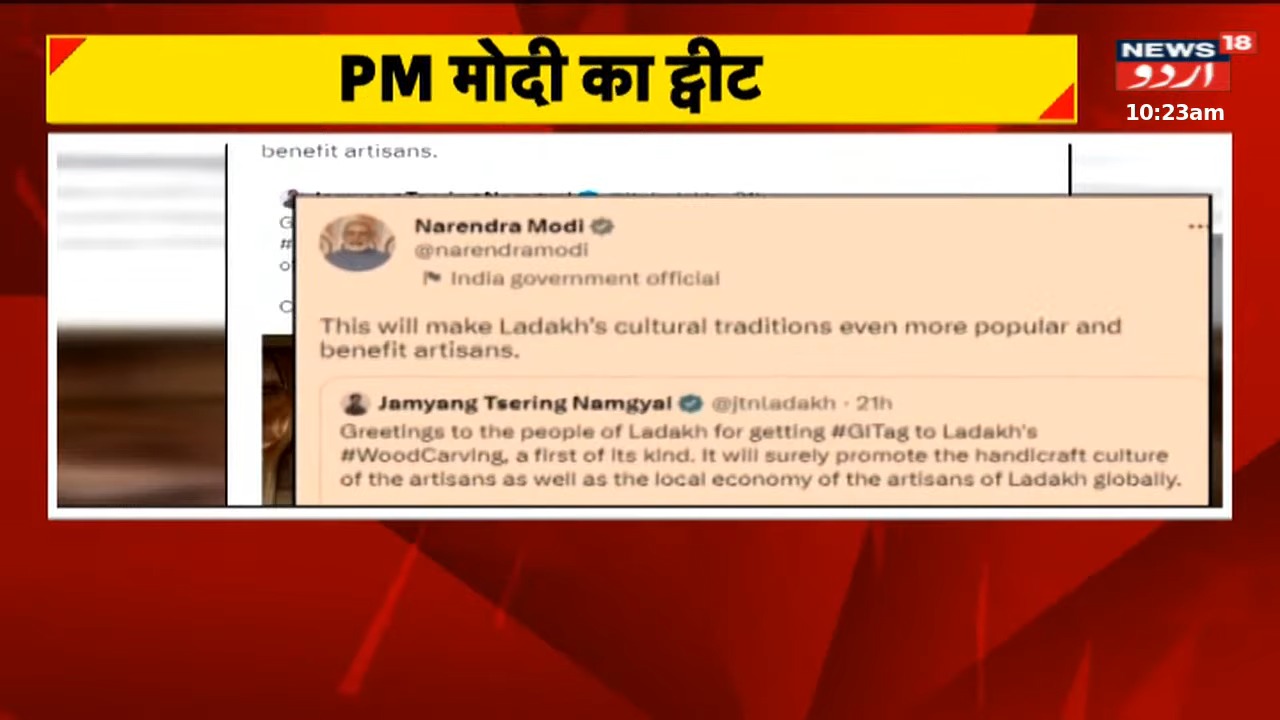 PM मोदी का ट्वीट
NEWS 18
اردو
10:23am
benefit artisans.
Narendra Modi
@narendramodi
India government official
This will make Ladakh's cultural traditions even more popular and
benefit artisans.
Jamyang Tsering Namgyal @jtnladakh · 21h
Greetings to the people of Ladakh for getting #GITag to Ladakh's
#WoodCarving, a first of its kind. It will surely promote the handicraft culture
of the artisans as well as the local economy of the artisans of Ladakh globally.